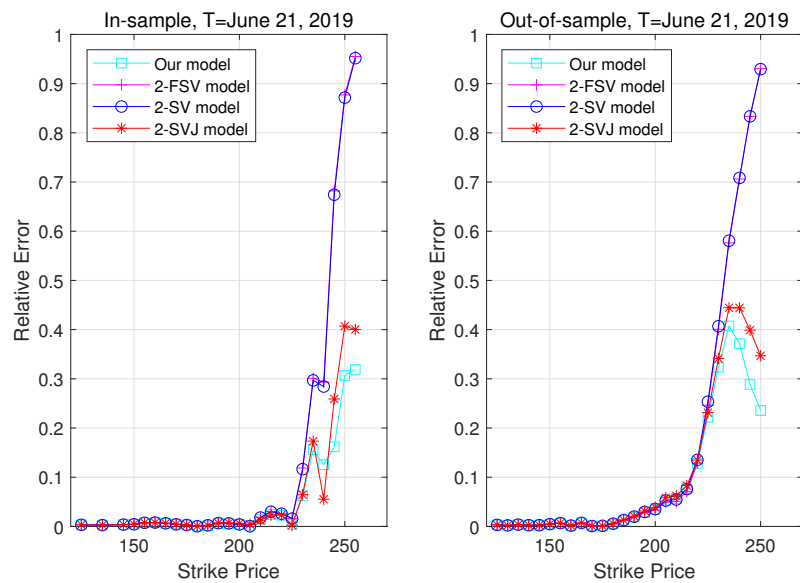 In-sample, T=June 21, 2019
1
0.9
0.8
0.7
0.6
0.5
0.4
0.3
0.2
0.1
0
Relative Error
Our model
2-FSV model
2-SV model
2-SVJ model
150
200
250
Strike Price
Out-of-sample, T=June 21, 2019
1
0.9
0.8
0.7
0.6
0.5
0.4
0.3
0.2
0.1
0
Relative Error
Our model
2-FSV model
2-SV model
2-SVJ model
150
200
250
Strike Price